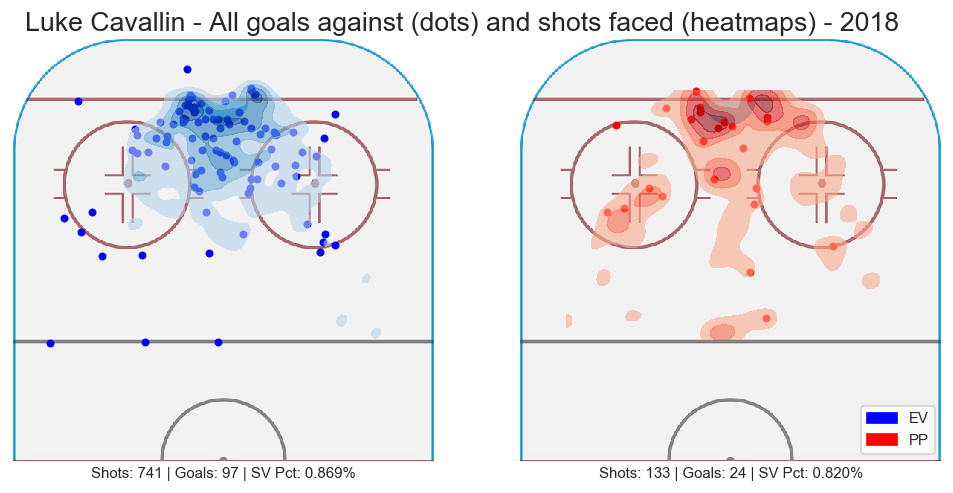 Luke Cavallin - All goals against (dots) and shots faced (heatmaps) - 2018
EV
PP
Shots: 741 | Goals: 97 | SV Pct: 0.869%
Shots: 133 | Goals: 24 | SV Pct: 0.820%